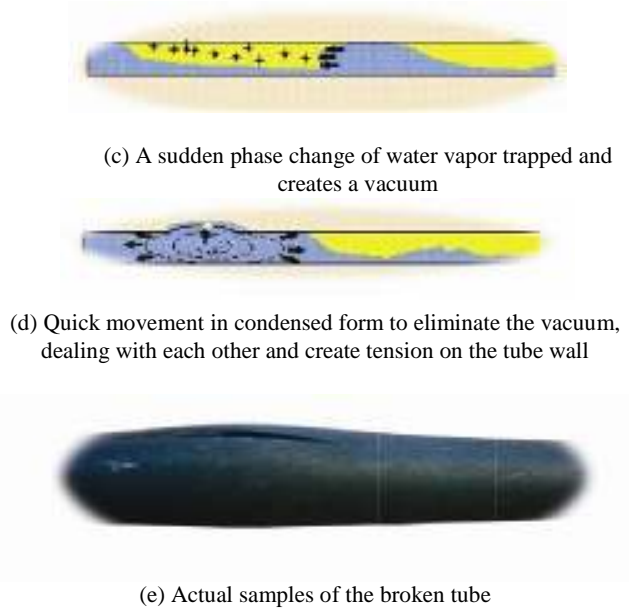 (c) A sudden phase change of water vapor trapped and
creates a vacuum
(d) Quick movement in condensed form to eliminate the vacuum,
dealing with each other and create tension on the tube wall
(e) Actual samples of the broken tube